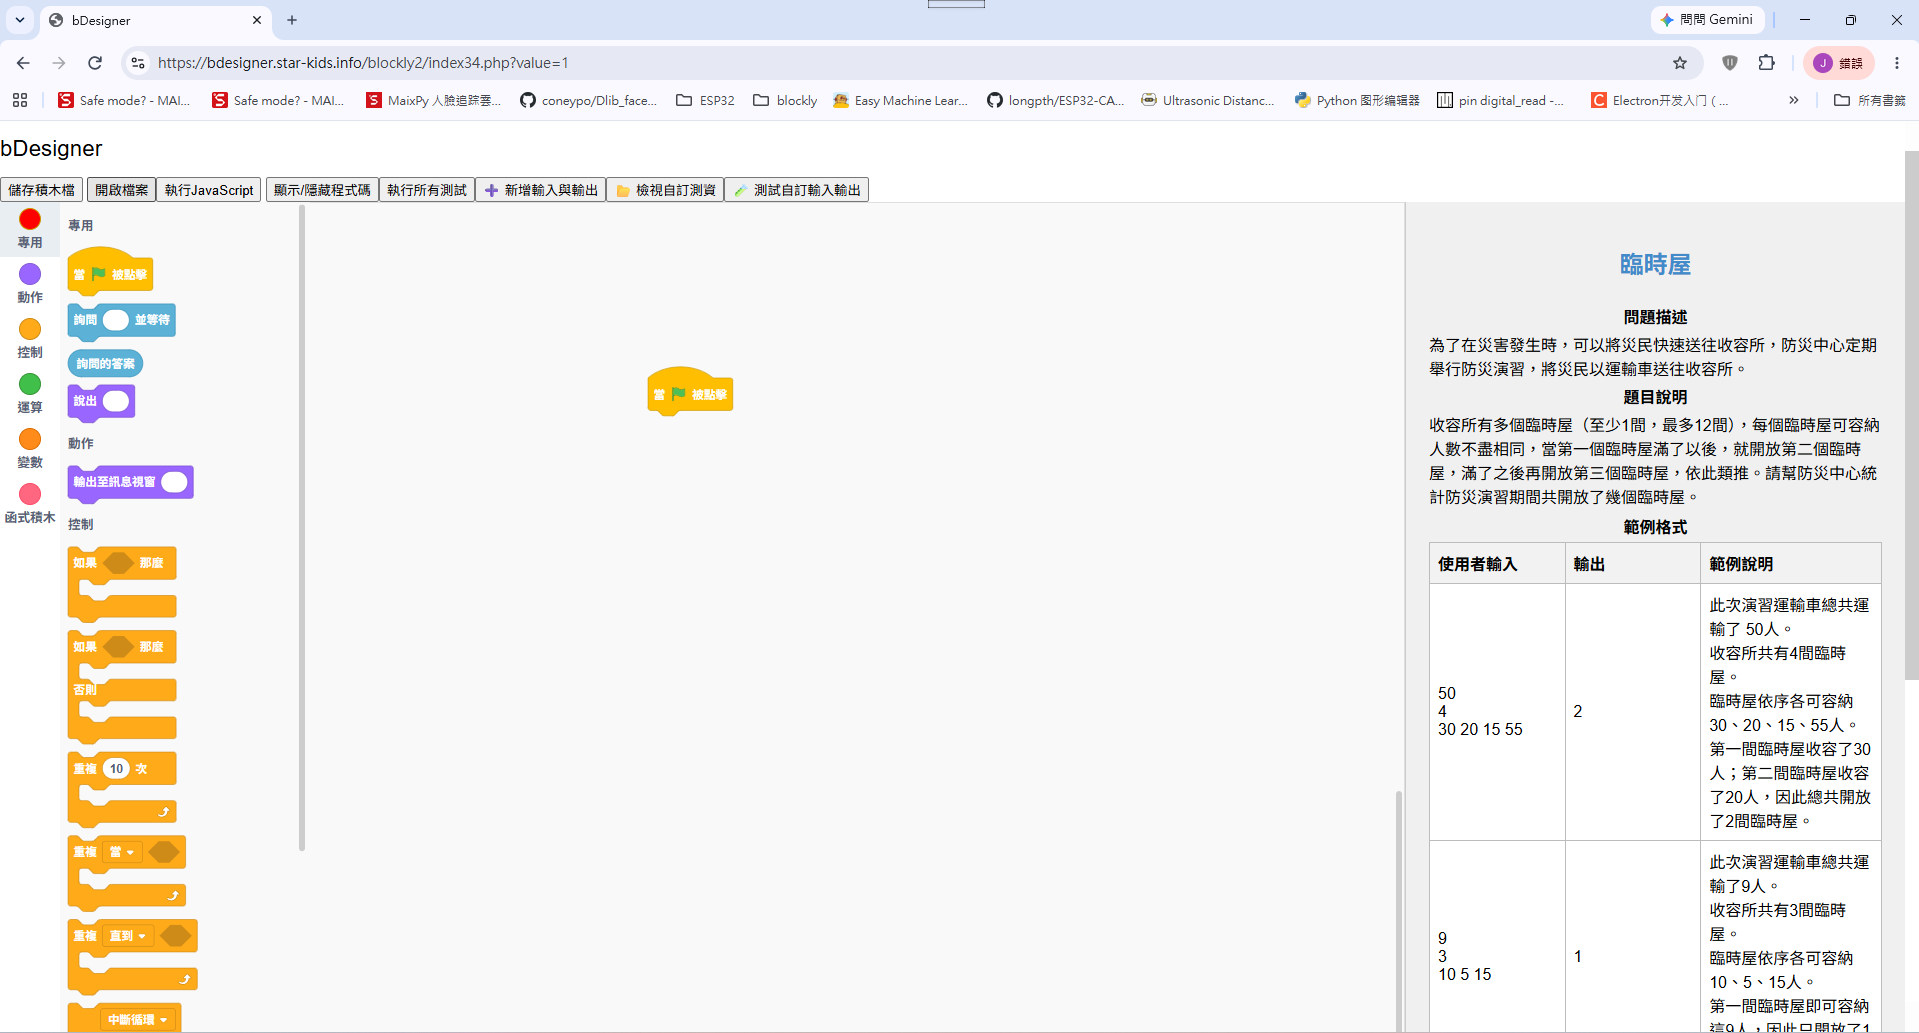 bDesigner
問問 Gemini
https://bdesigner.star-kids.info/blockly2/index34.php?value=1
J 錯誤
Safe mode? - MAI...
Safe mode? - MAI...
MaixPy 人臉追踪雲...
coneypo/Dlib_face...
ESP32
blockly
Easy Machine Lear...
longpth/ESP32-CA...
Ultrasonic Distanc...
Python 图形编辑器
pin digital_read -...
Electron开发入门 ( ...
所有書籤
bDesigner
儲存積木檔
開啟檔案
執行JavaScript
顯示/隱藏程式碼
執行所有測試
新增輸入與輸出
檢視自訂測資
測試自訂輸入輸出
專用
動作
控制
運算
變數
函式積木
專用
當 被點擊
詢問 並等待
詢問的答案
說出
動作
輸出至訊息視窗
控制
如果 那麼
如果 那麼
否則
重複 10 次
重複 當
重複 直到
中斷循環
當 被點擊
臨時屋
問題描述
為了在災害發生時，可以將災民快速送往收容所，防災中心定期
舉行防災演習，將災民以運輸車送往收容所。
題目說明
收容所有多個臨時屋（至少1間，最多12間），每個臨時屋可容納
人數不盡相同，當第一個臨時屋滿了以後，就開放第二個臨時
屋，滿了之後再開放第三個臨時屋，依此類推。請幫防災中心統
計防災演習期間共開放了幾個臨時屋。
範例格式
使用者輸入 輸出 範例說明
50
4
30 20 15 55
2
此次演習運輸車總共運
輸了 50人。
收容所共有4間臨時
屋。
臨時屋依序各可容納
30、20、15、55人。
第一間臨時屋收容了30
人；第二間臨時屋收容
了20人，因此總共開放
了2間臨時屋。
9
3
10 5 15
1
此次演習運輸車總共運
輸了9人。
收容所共有3間臨時
屋。
臨時屋依序各可容納
10、5、15人。
第一間臨時屋即可容納
這9人，因此只開放了1